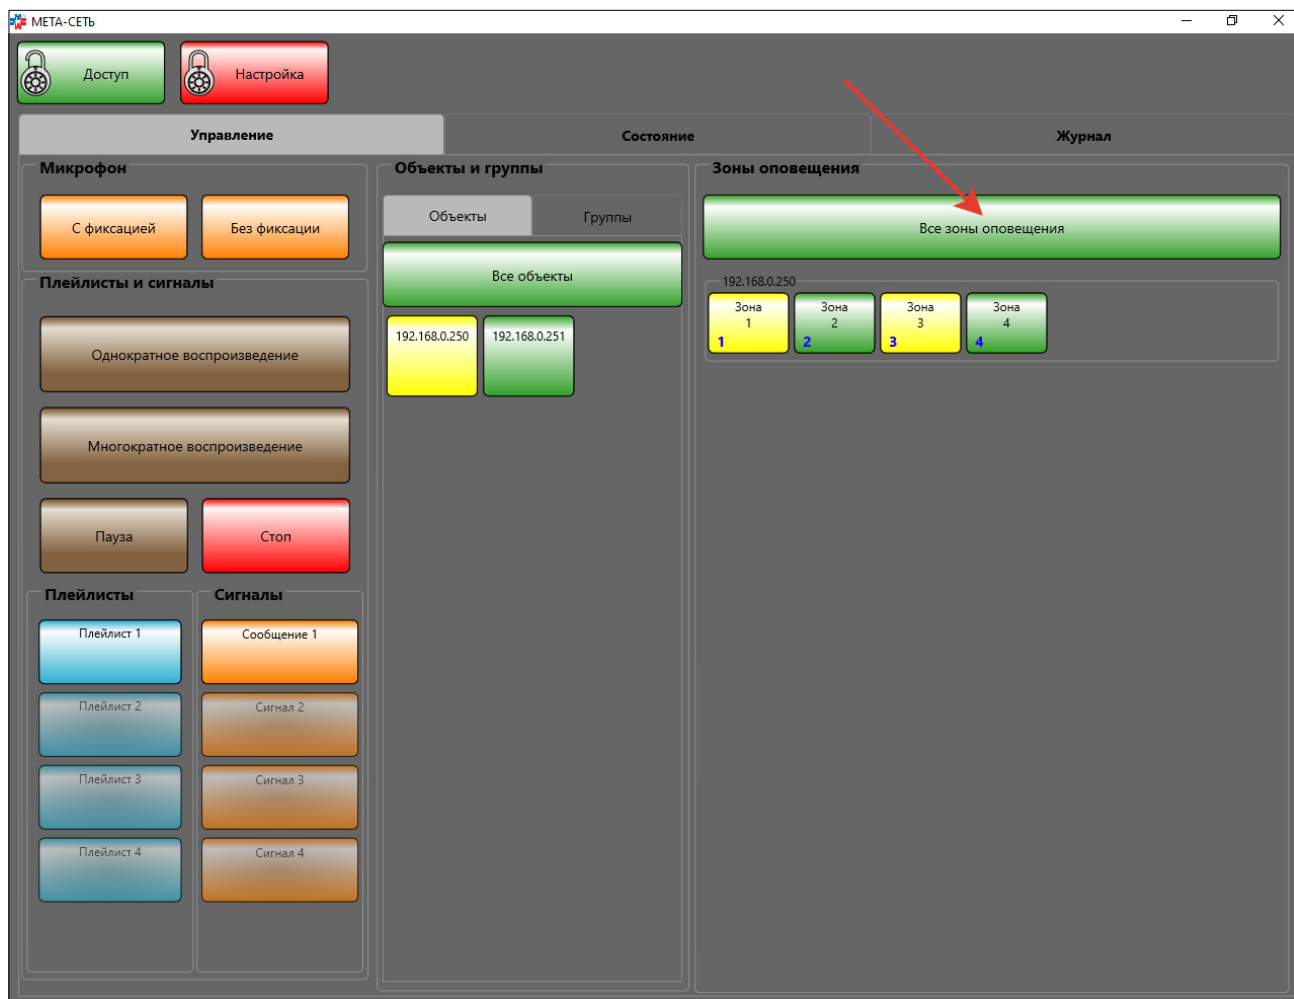 МЕТА-СЕТЬ
Доступ
Настройка
Управление
Состояние
Журнал
Микрофон
С фиксацией
Без фиксации
Плейлисты и сигналы
Однократное воспроизведение
Многократное воспроизведение
Пауза
Стоп
Плейлисты
Плейлист 1
Плейлист 2
Плейлист 3
Плейлист 4
Сигналы
Сообщение 1
Сигнал 2
Сигнал 3
Сигнал 4
Объекты и группы
Объекты
Группы
Все объекты
192.168.0.250
192.168.0.251
Зоны оповещения
Все зоны оповещения
192.168.0.250
Зона
1
1
Зона
2
2
Зона
3
3
Зона
4
4